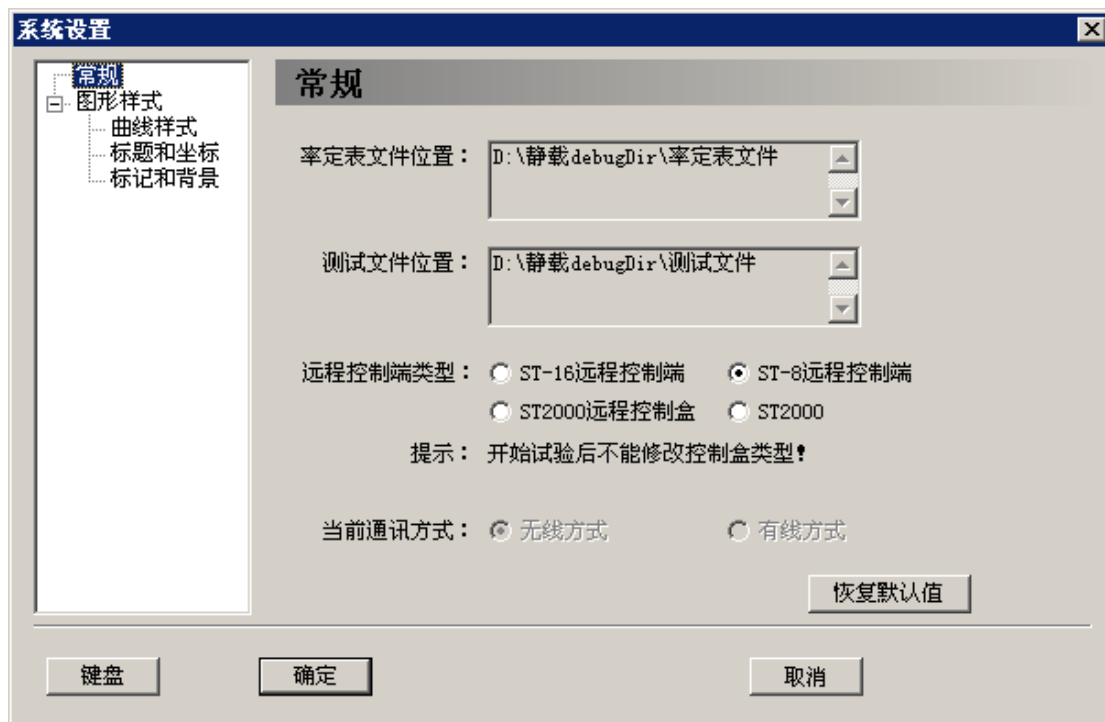 系统设置
常规
图形样式
曲线样式
标题和坐标
标记和背景
常规
率定表文件位置： D:\静载debugDir\率定表文件
测试文件位置： D:\静载debugDir\测试文件
远程控制端类型： ST-16远程控制端 ST-8远程控制端
ST2000远程控制盒 ST2000
提示： 开始试验后不能修改控制盒类型!
当前通讯方式： 无线方式 有线方式
恢复默认值
键盘 确定 取消